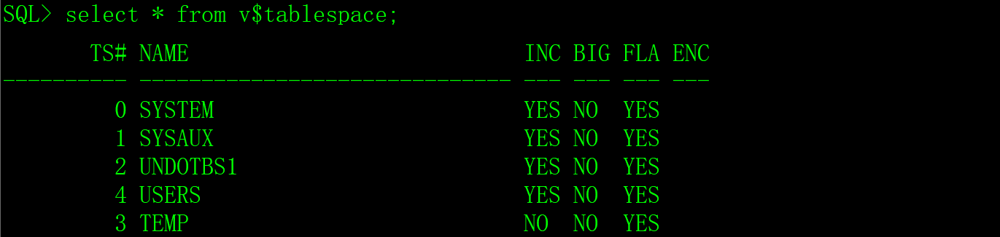 SQL> select * from v$tablespace;
TS# NAME INC BIG FLA ENC
---------- ------------------------------ --- --- --- ---
0 SYSTEM YES NO YES
1 SYSAUX YES NO YES
2 UNDOTBS1 YES NO YES
4 USERS YES NO YES
3 TEMP NO NO YES